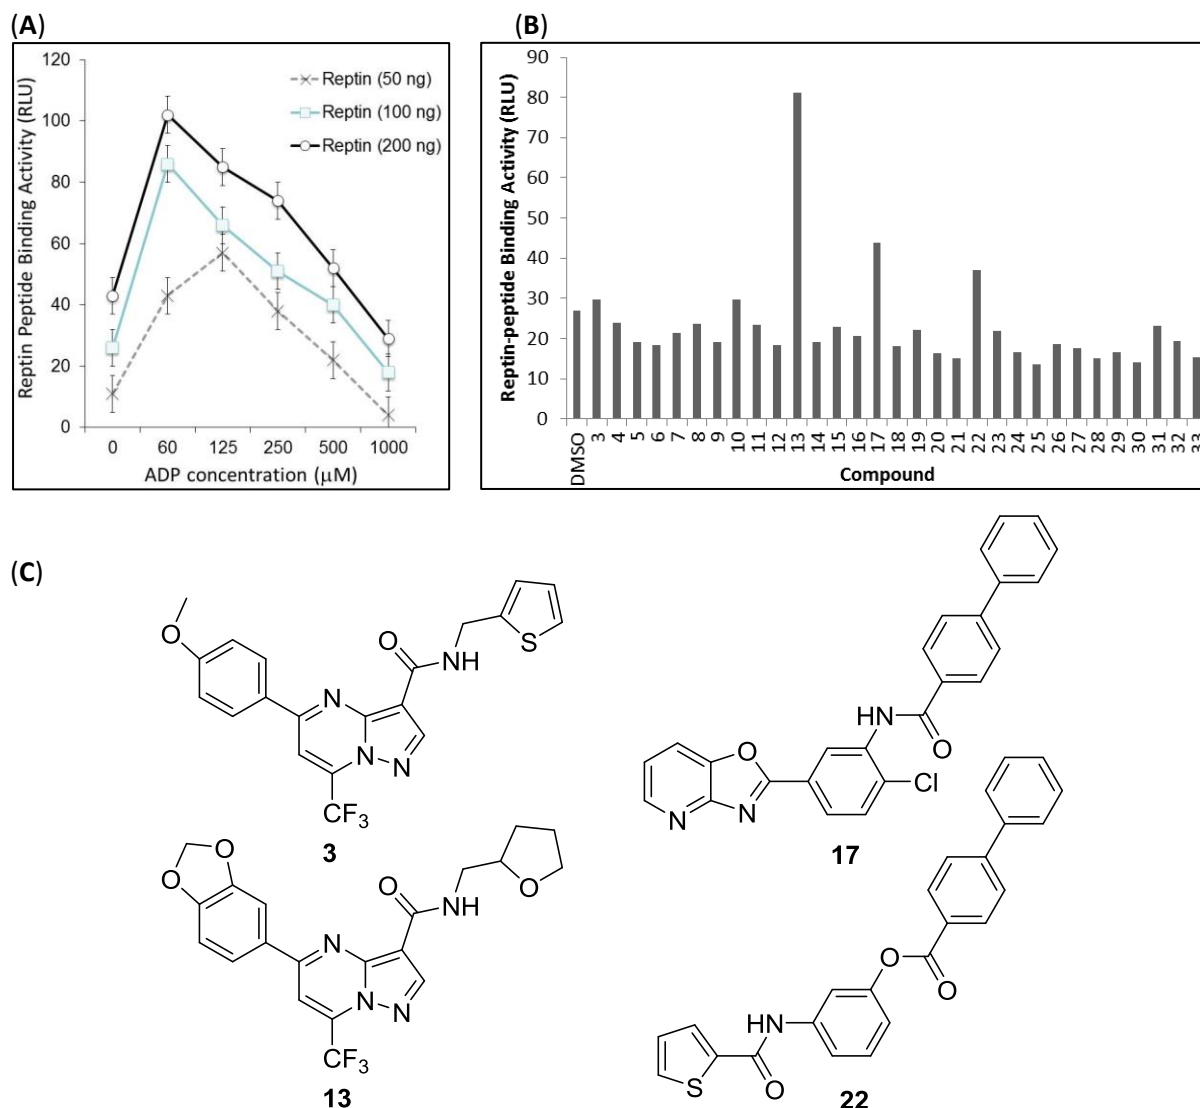 (A)
120
100
80
60
40
20
0
Reptin Peptide Binding Activity (RLU)
Reptin (50 ng)
Reptin (100 ng)
Reptin (200 ng)
0 60 125 250 500 1000
ADP concentration (µM)
(B)
90
80
70
60
50
40
30
20
10
0
Reptin-peptide Binding Activity (RLU)
DMSO 3 4 5 6 7 8 9 10 11 12 13 14 15 16 17 18 19 20 21 22 23 24 25 26 27 28 29 30 31 32 33
Compound
(C)
O
O
NH
S
N
N
N
CF3
3
O
O
O
NH
O
N
N
N
CF3
13
HN
O
O
Cl
N
N
17
O
O
HN
O
S
22